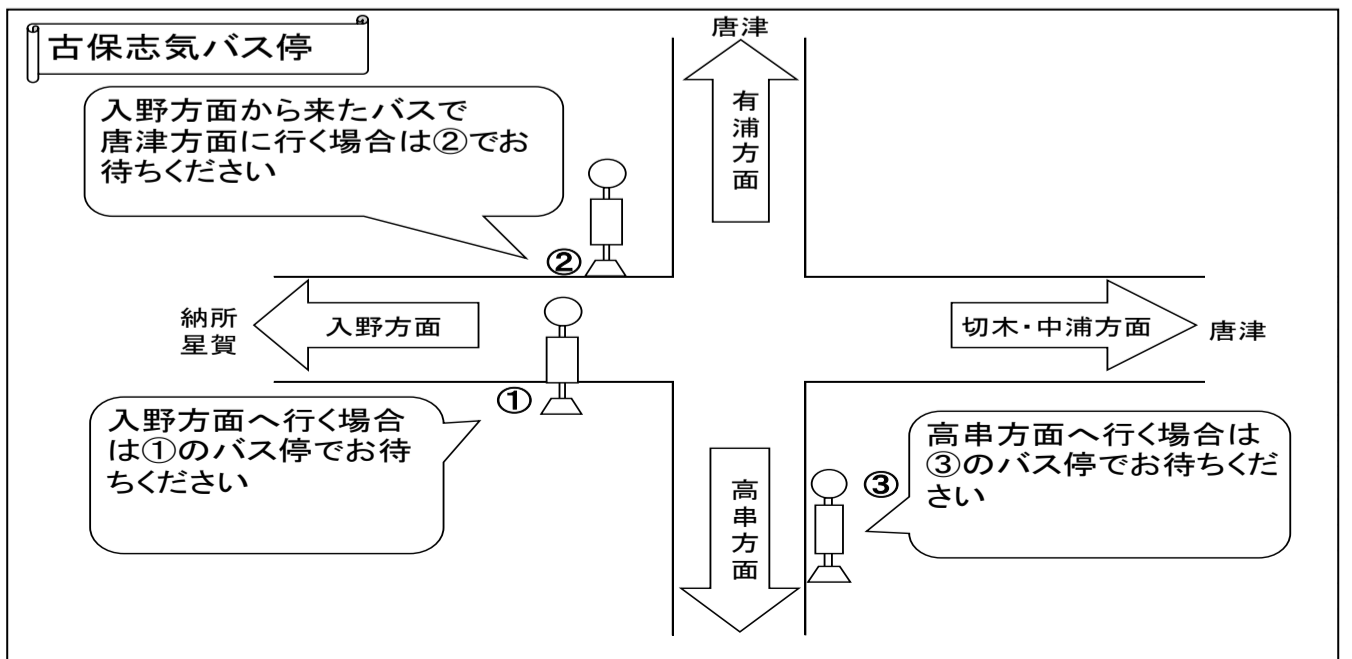 古保志気バス停
唐津
入野方面から来たバスで
唐津方面に行く場合は②でお
待ちください
有浦方面
②
納所
星賀
入野方面
切木・中浦方面
唐津
①
入野方面へ行く場合
は①のバス停でお待
ちください
高串方面
③
高串方面へ行く場合は
③のバス停でお待ちくだ
さい